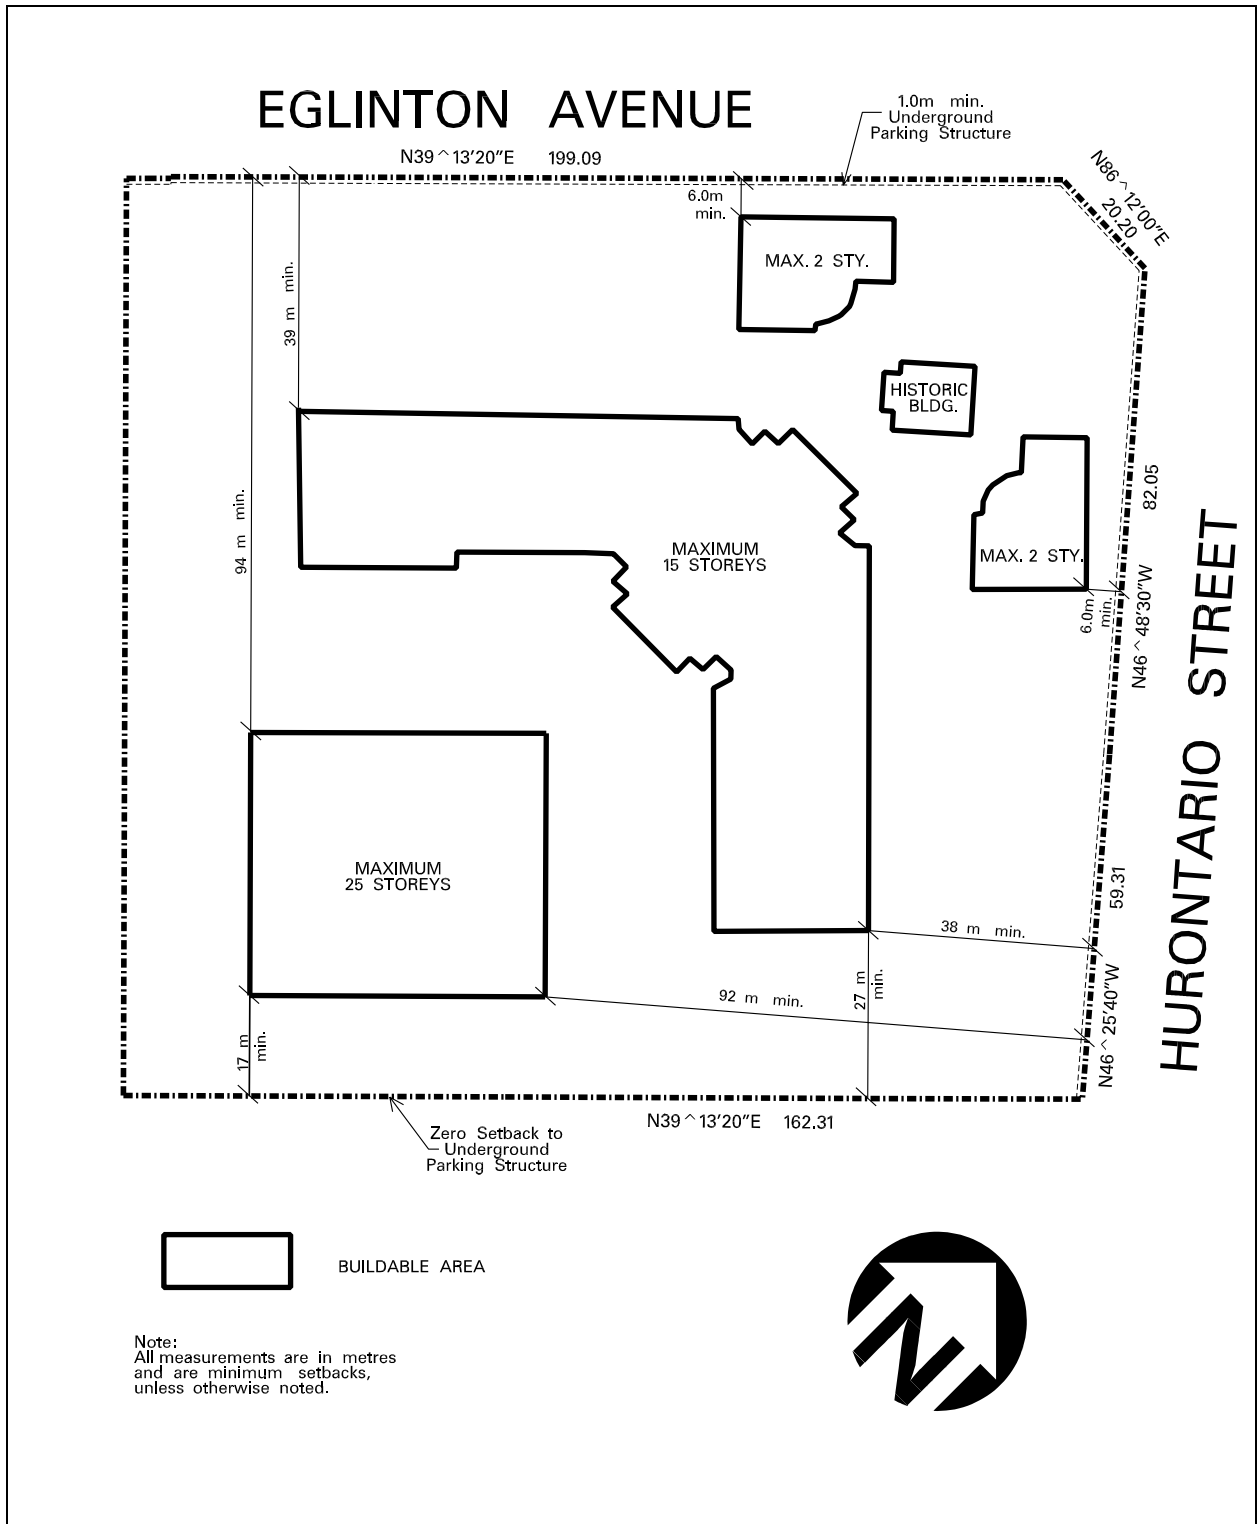 EGLINTON AVENUE
1.0m min.
Underground
Parking Structure
N39^13'20"E 199.09
N86^12'00"E
20.20
6.0m
min.
MAX. 2 STY.
39 m min.
HISTORIC
BLDG.
82.05
94 m min.
MAXIMUM
15 STOREYS
MAX. 2 STY.
6.0m
min.
N46^48'30"W
HURONTARIO STREET
MAXIMUM
25 STOREYS
59.31
38 m min.
92 m min.
27 m
min.
N46^25'40"W
17 m
min.
N39^13'20"E 162.31
Zero Setback to
Underground
Parking Structure
BUILDABLE AREA
N
Note:
All measurements are in metres
and are minimum setbacks,
unless otherwise noted.